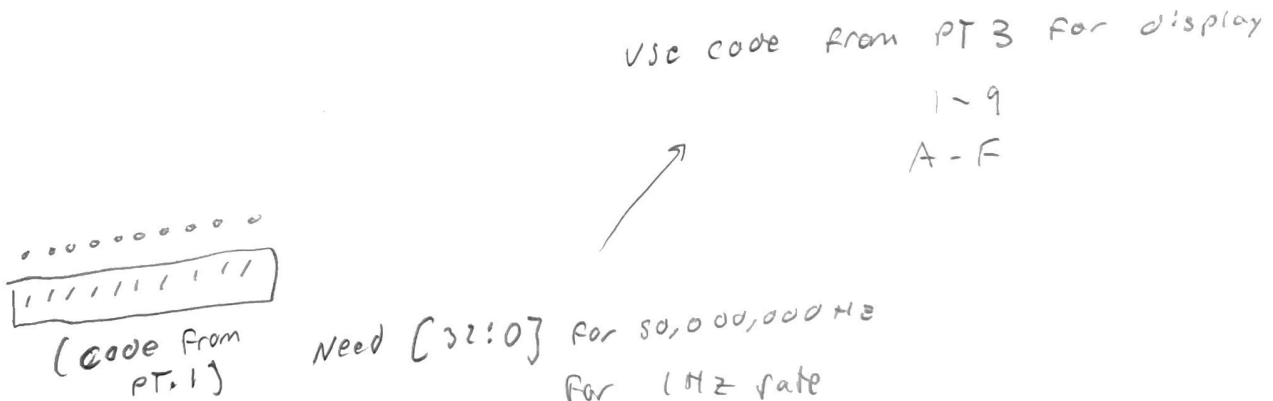 Use code from PT 3 for display
1-9
A-F
(code from
PT.1)
Need [32:0] for 50,000,000 Hz
for 1Hz rate